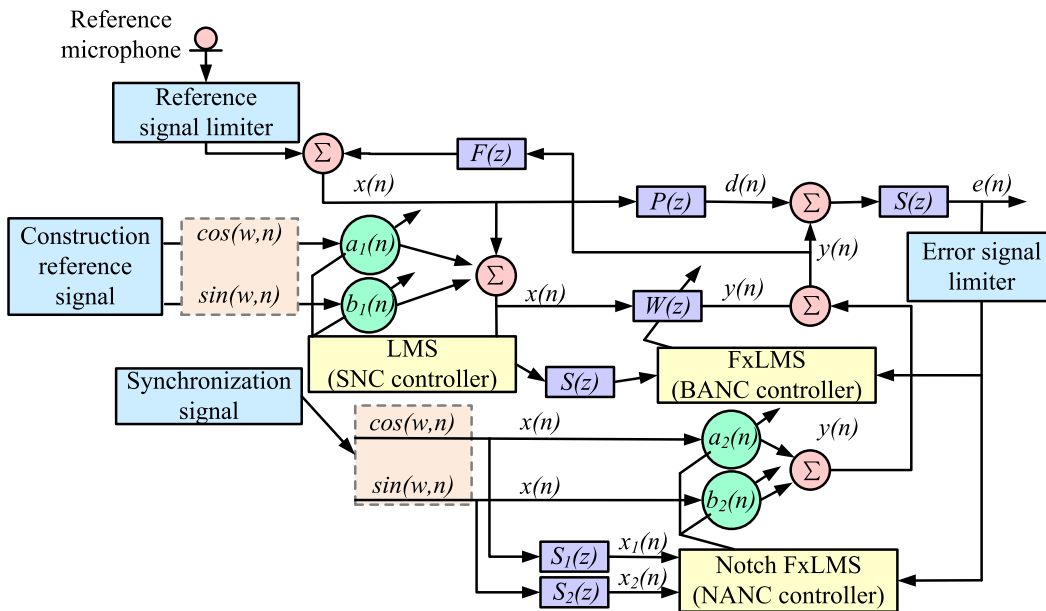 Reference
microphone
Reference
signal limiter
Σ
F(z)
x(n)
P(z)
d(n)
Σ
S(z)
e(n)
Construction
reference
signal
cos(w,n)
sin(w,n)
a₁(n)
b₁(n)
Σ
x(n)
W(z)
y(n)
Σ
y(n)
Error signal
limiter
LMS
(SNC controller)
S(z)
FxLMS
(BANC controller)
Synchronization
signal
cos(w,n)
sin(w,n)
x(n)
x(n)
a₂(n)
b₂(n)
Σ
y(n)
S₁(z)
x₁(n)
S₂(z)
x₂(n)
Notch FxLMS
(NANC controller)